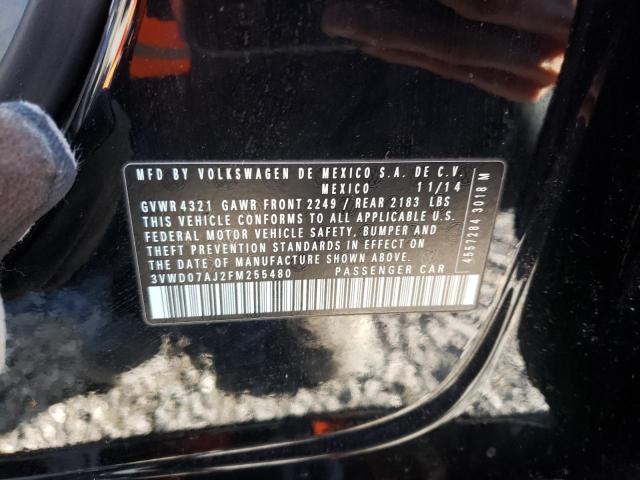 MFD BY VOLKSWAGEN DE MEXICO S.A. DE C.V.
MEXICO 11/14
GVWR 4321 GAWR FRONT 2249 / REAR 2183 LBS
THIS VEHICLE CONFORMS TO ALL APPLICABLE U.S.
FEDERAL MOTOR VEHICLE SAFETY, BUMPER AND
THEFT PREVENTION STANDARDS IN EFFECT ON
THE DATE OF MANUFACTURE SHOWN ABOVE.
3VWD07AJ2FM255480 PASSENGER CAR
4557284 3018 M